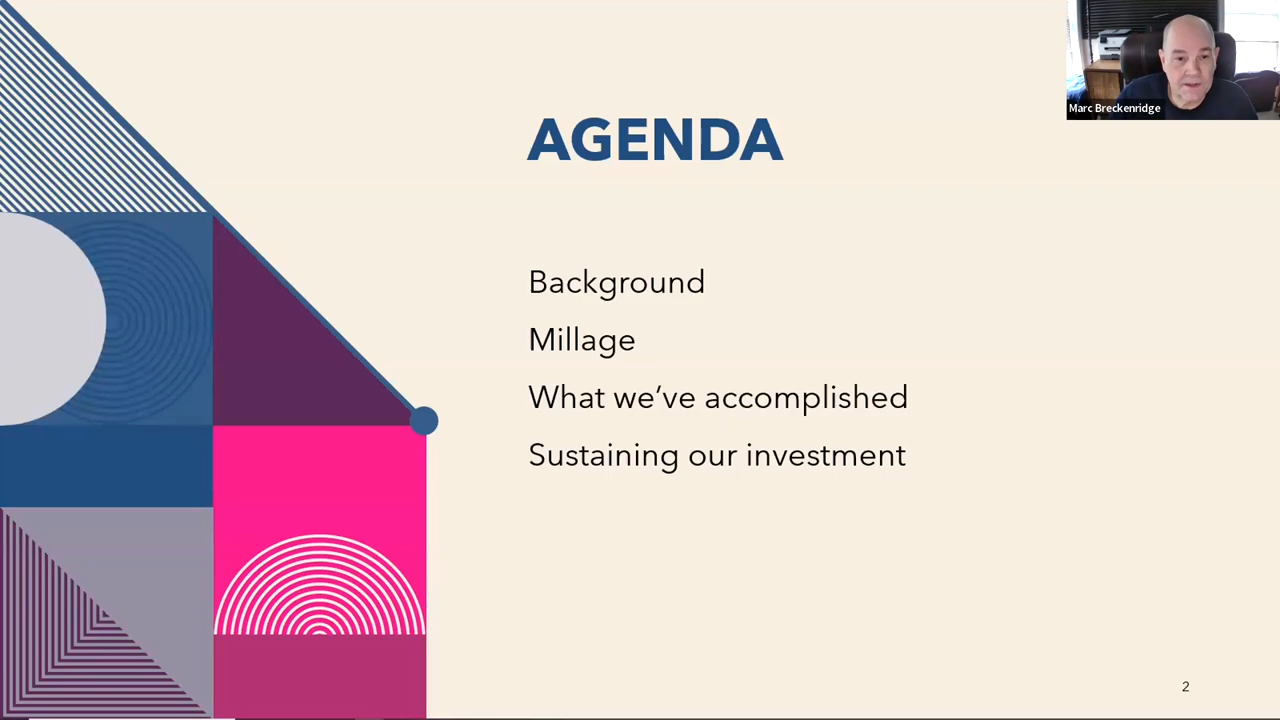 Marc Breckenridge
AGENDA
Background
Millage
What we’ve accomplished
Sustaining our investment
2